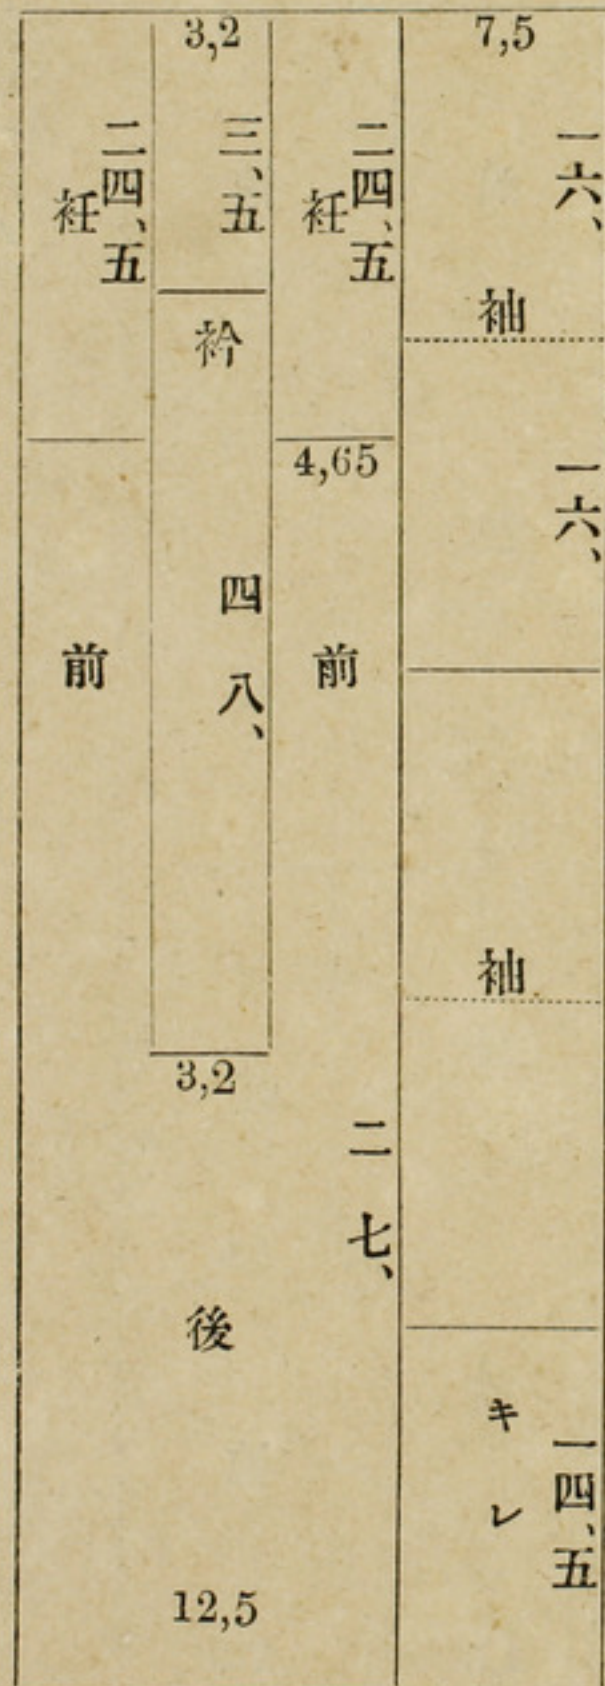 7,5
一六、
袖
一六、
袖
キレ
一四、五
二四、五
衽
4,65
前
二七、
3,2
三、五
衿
四八、
3,2
後
12,5
二四、五
衽
前